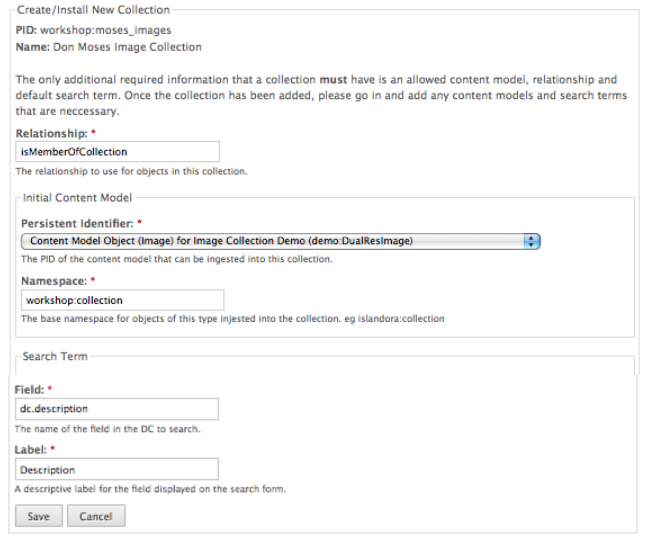 Create/Install New Collection
PID: workshop:moses_images
Name: Don Moses Image Collection
The only additional required information that a collection must have is an allowed content model, relationship and
default search term. Once the collection has been added, please go in and add any content models and search terms
that are neccessary.
Relationship: *
isMemberOfCollection
The relationship to use for objects in this collection.
Initial Content Model
Persistent Identifier: *
Content Model Object (Image) for Image Collection Demo (demo:DualResImage)
The PID of the content model that can be ingested into this collection.
Namespace: *
workshop:collection
The base namespace for objects of this type injested into the collection. eg islandora:collection
Search Term
Field: *
dc.description
The name of the field in the DC to search.
Label: *
Description
A descriptive label for the field displayed on the search form.
Save Cancel